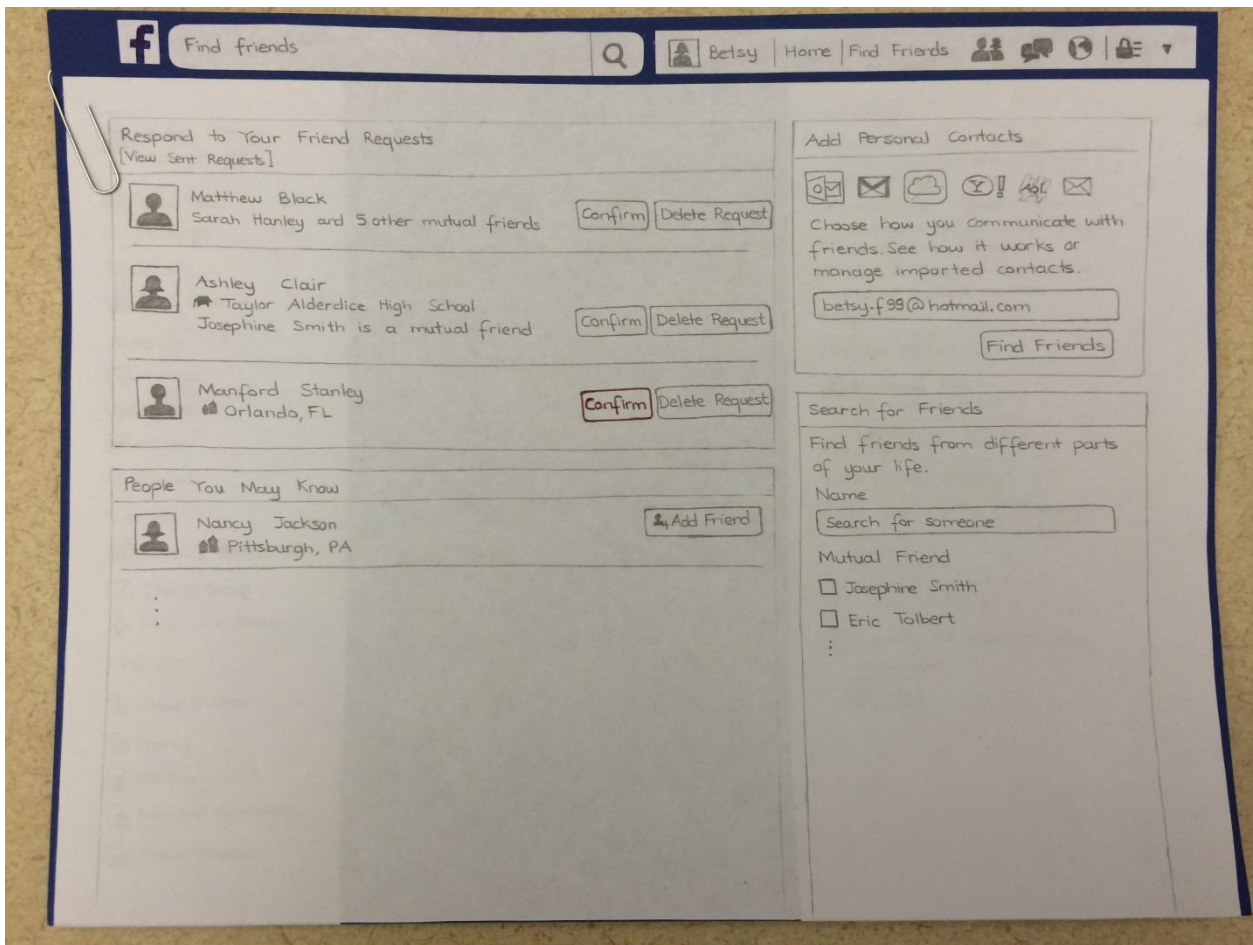 f
Find friends
Betsy
Home
Find Friends
Respond to Your Friend Requests
[View Sent Requests]
Matthew Black
Sarah Hanley and 5 other mutual friends
Confirm
Delete Request
Ashley Clair
Taylor Alderdice High School
Josephine Smith is a mutual friend
Confirm
Delete Request
Manford Stanley
Orlando, FL
Confirm
Delete Request
People You May Know
Nancy Jackson
Pittsburgh, PA
Add Friend
Add Personal Contacts
Y!
Aol.
Choose how you communicate with
friends. See how it works or
manage imported contacts.
betsy.f99@hotmail.com
Find Friends
Search for Friends
Find friends from different parts
of your life.
Name
Search for someone
Mutual Friend
Josephine Smith
Eric Tolbert